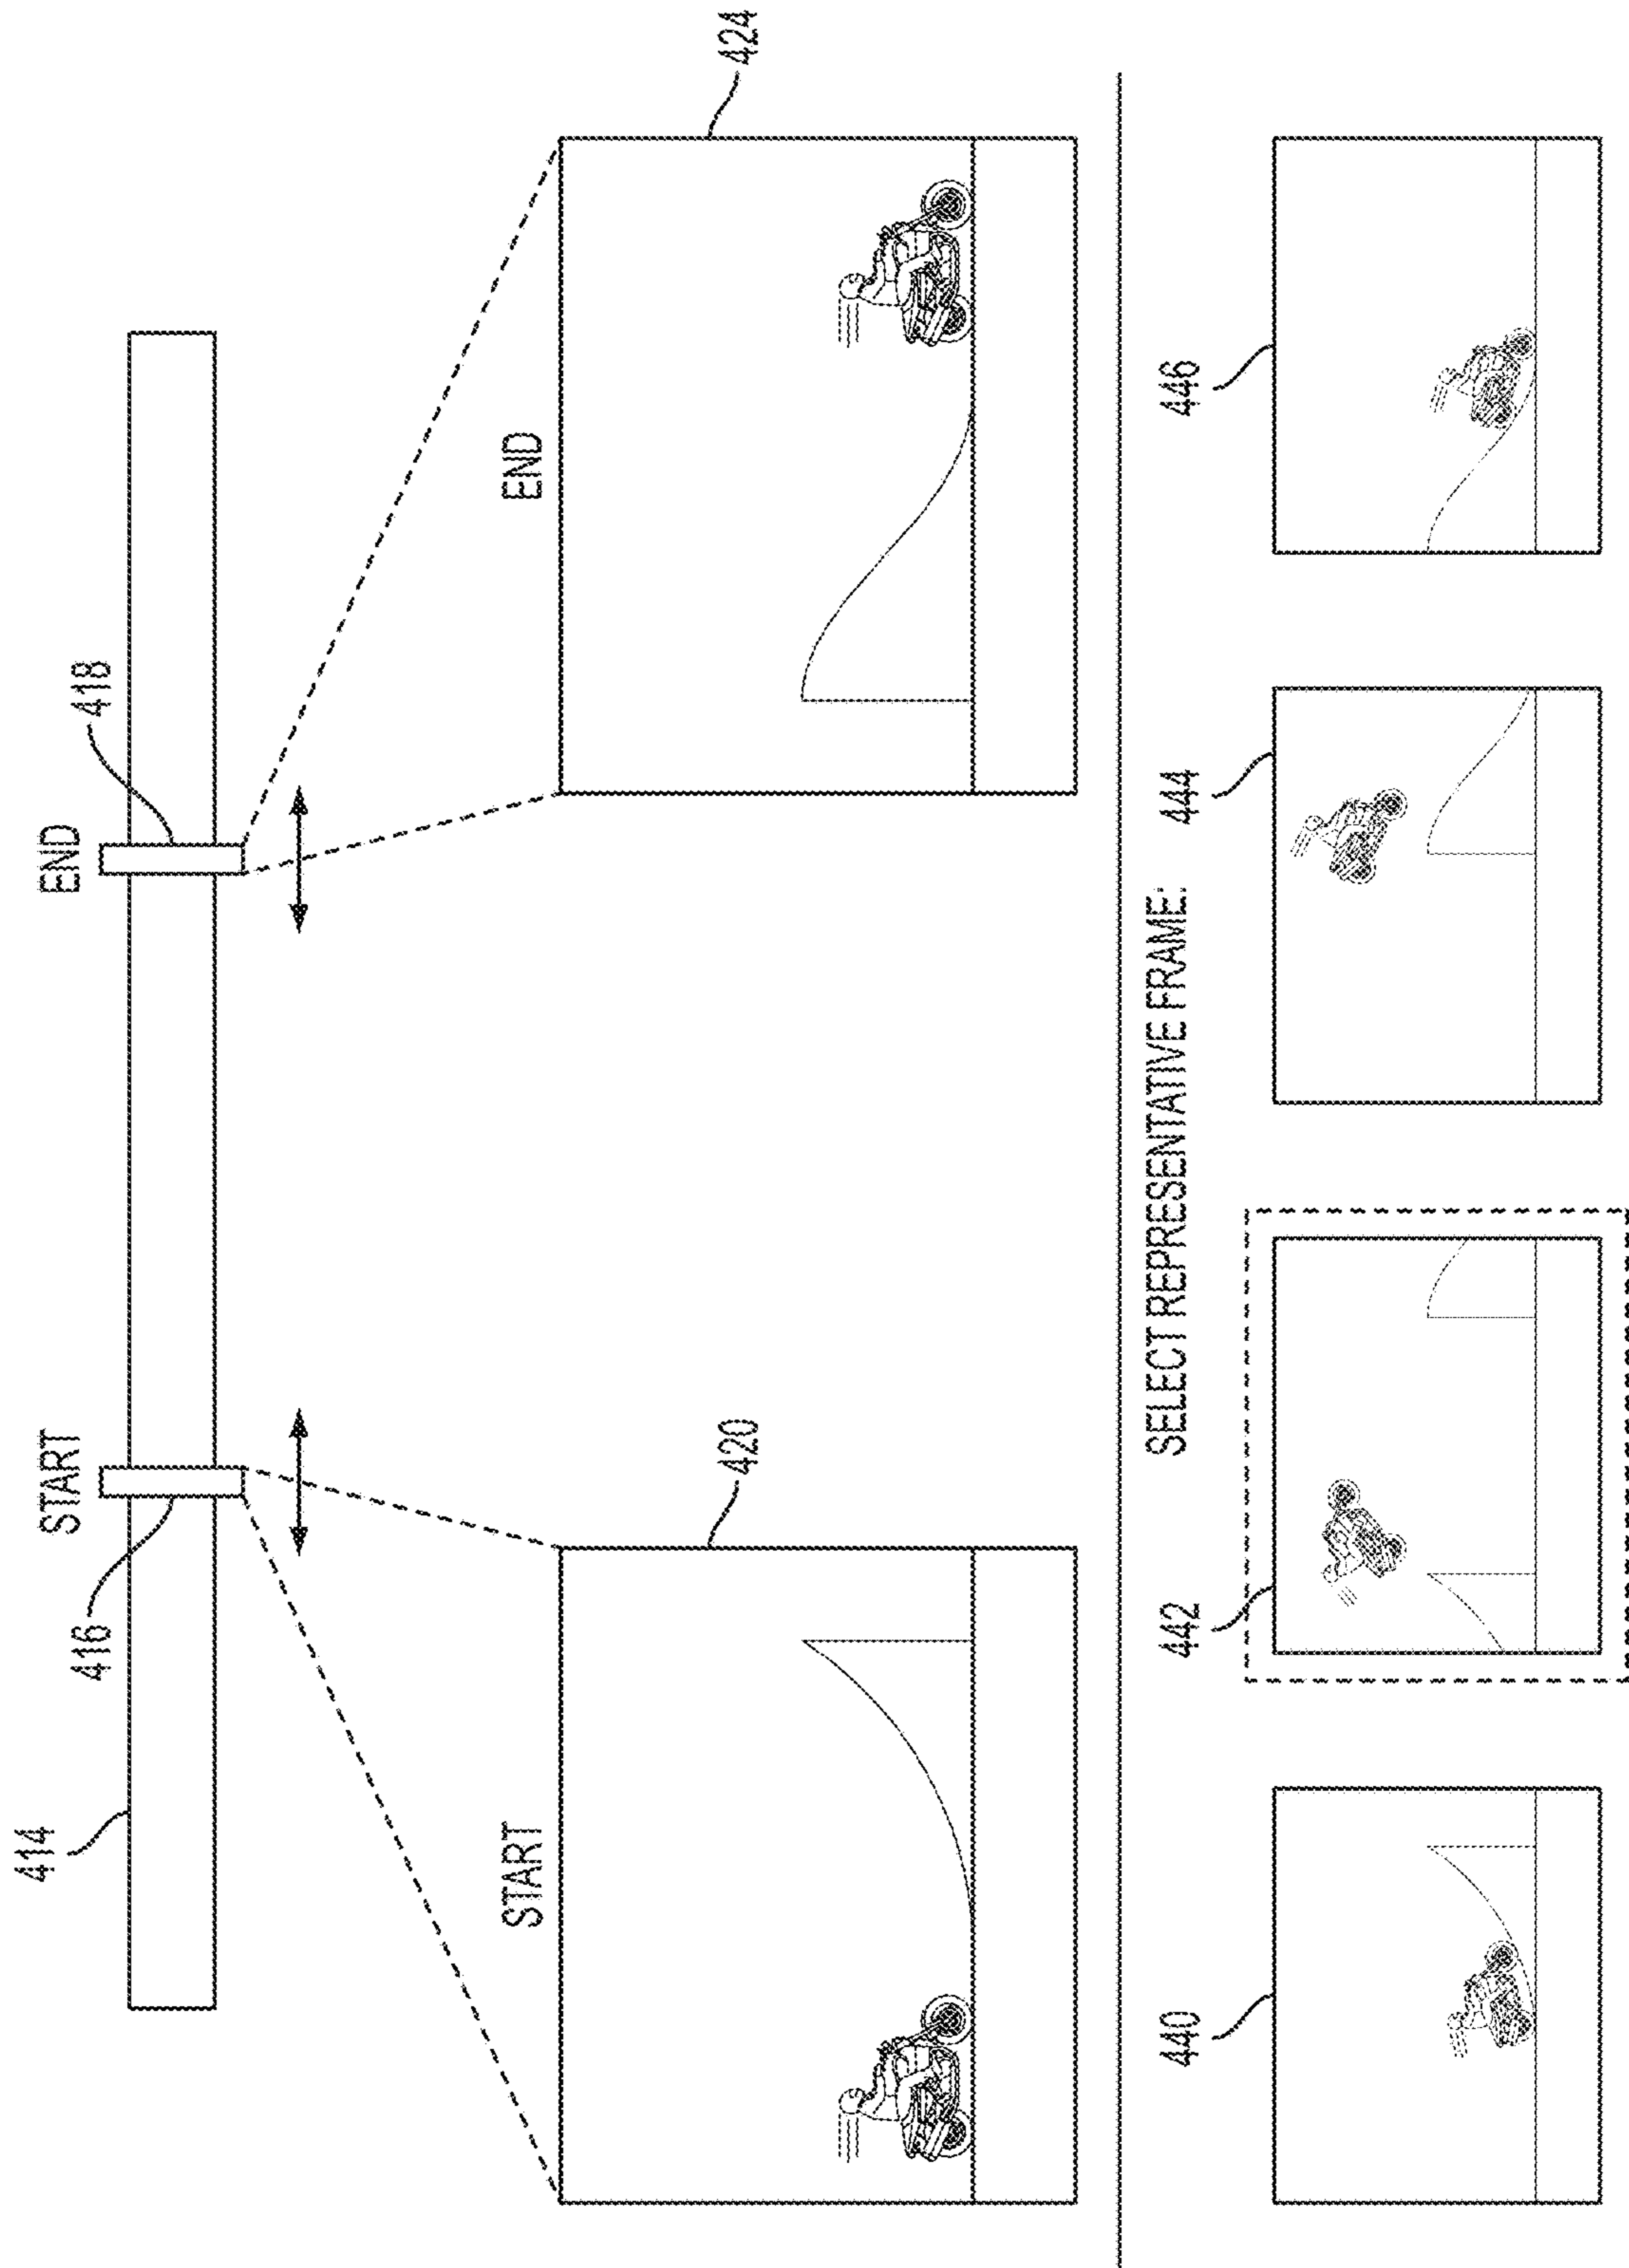 414
START
416
END
418
START
420
END
424
SELECT REPRESENTATIVE FRAME:
440
442
444
446